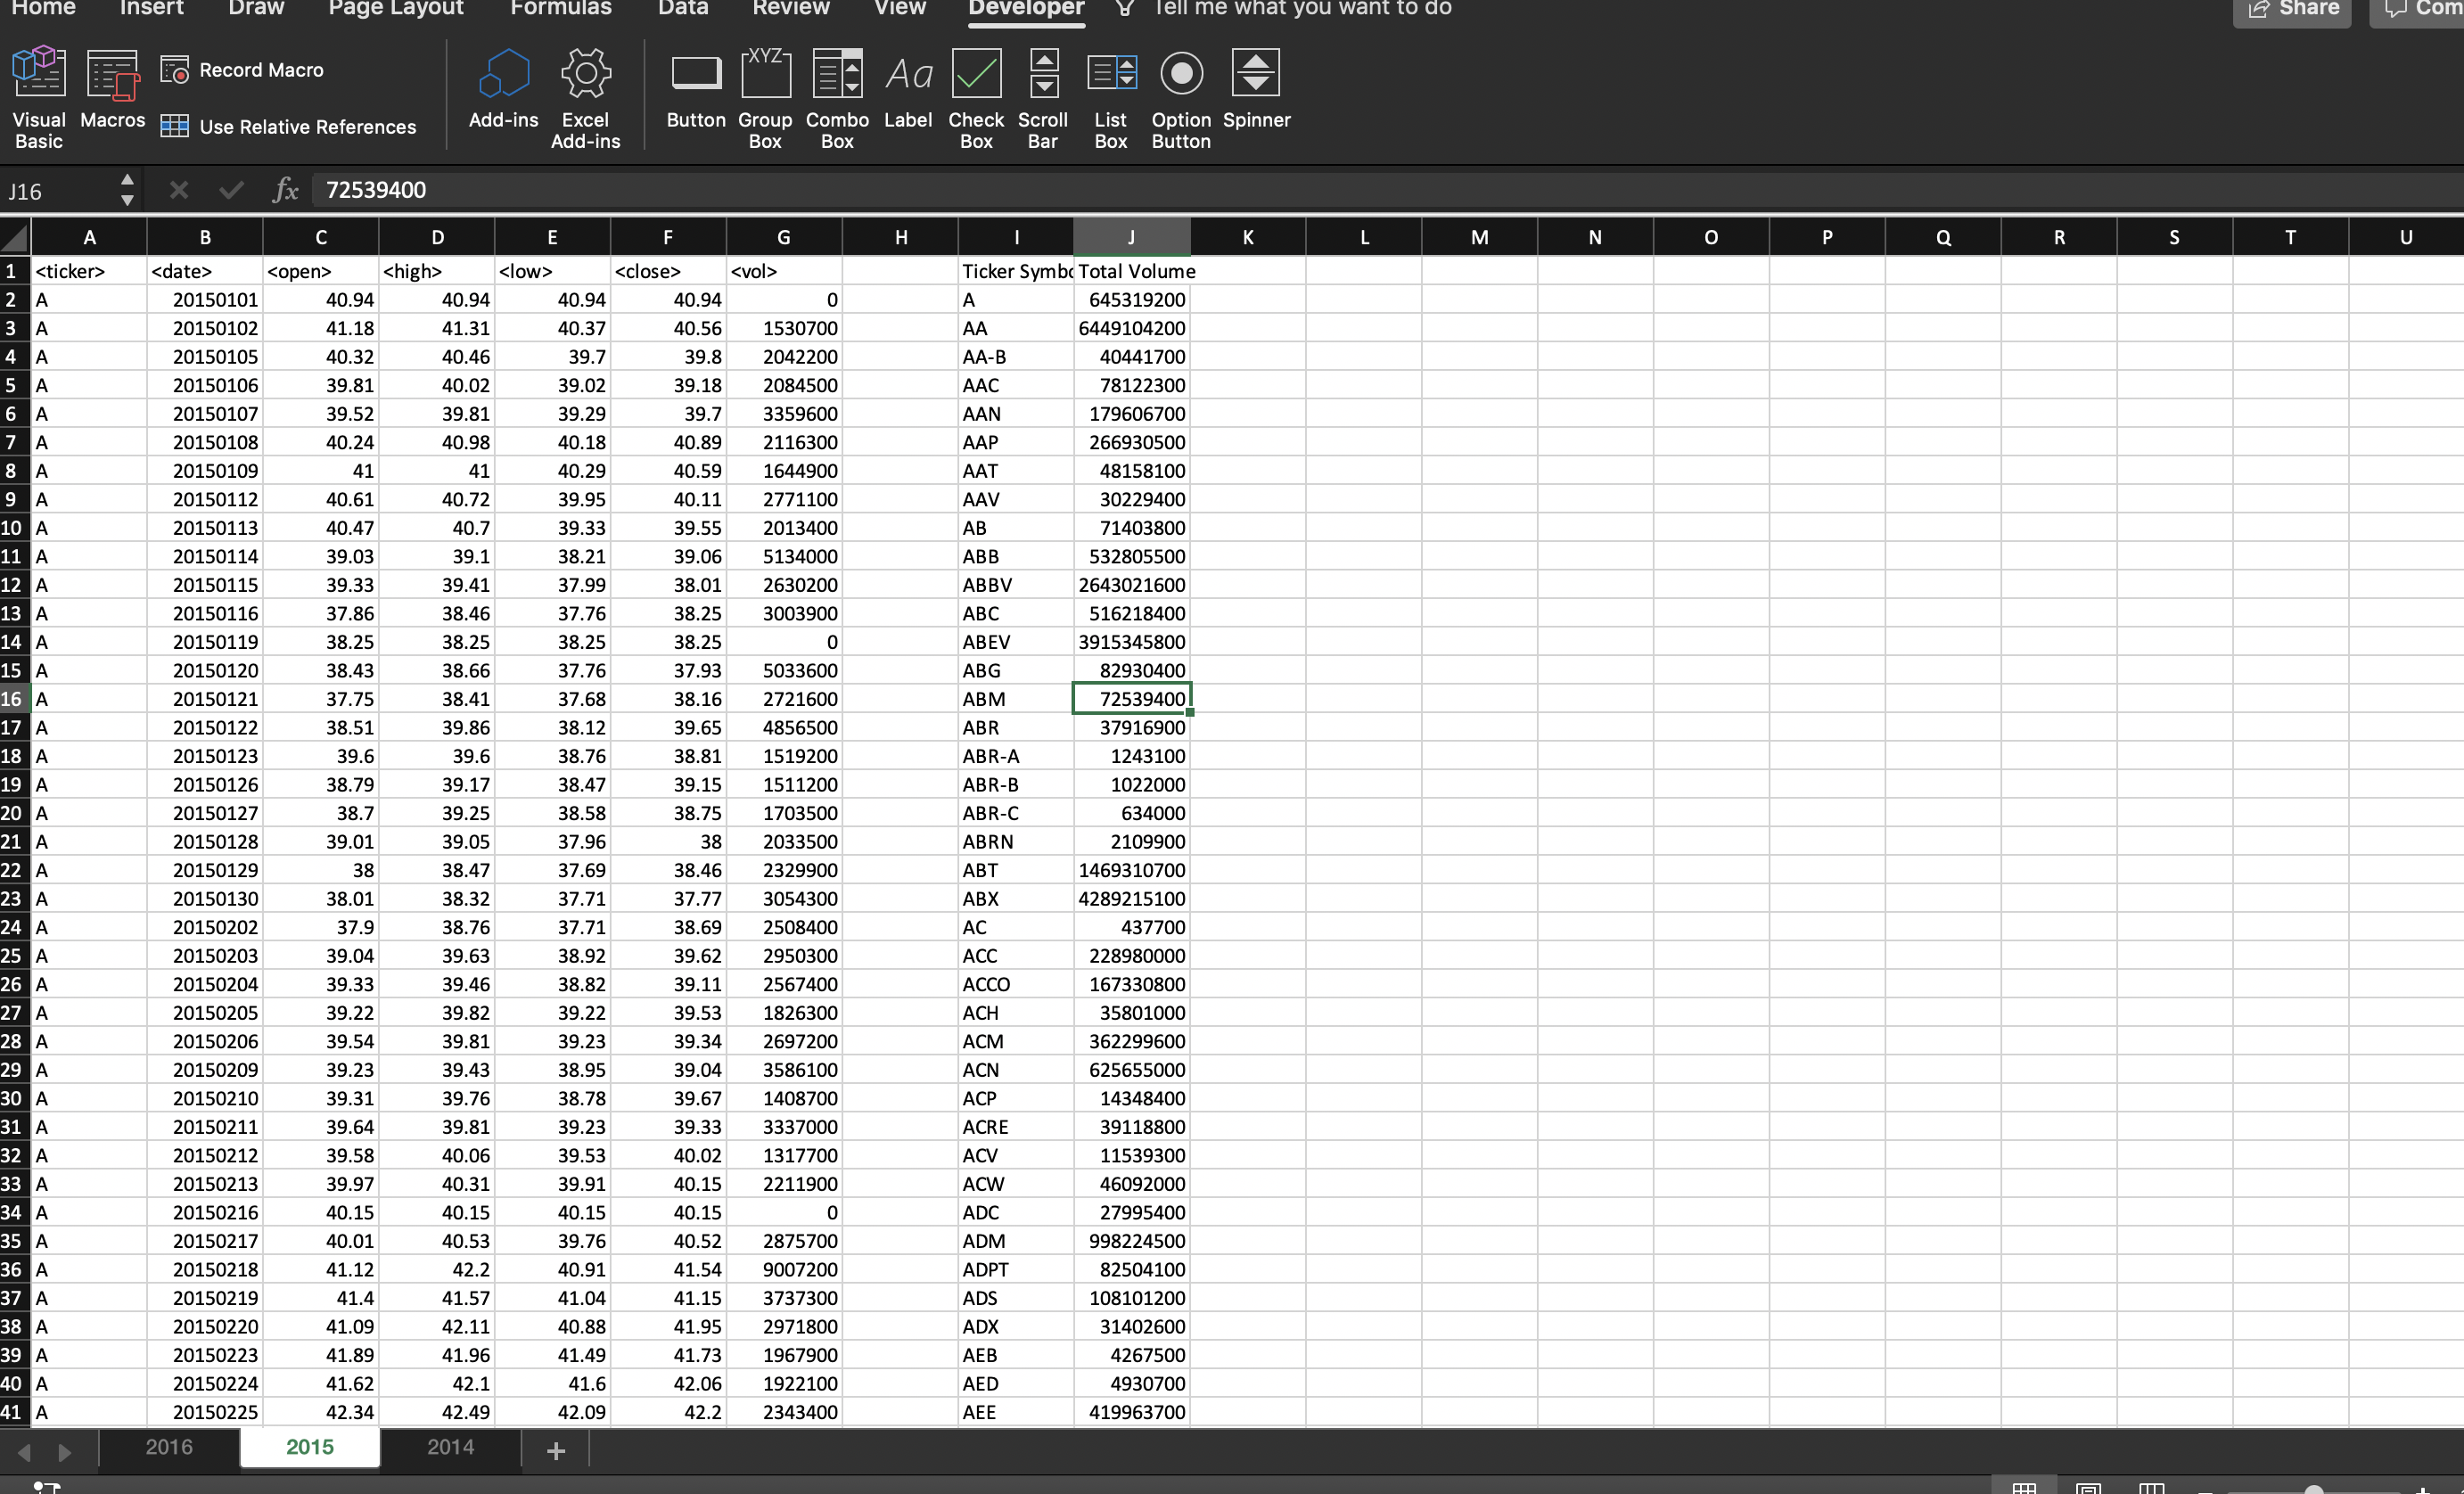 Home Insert Draw Page Layout Formulas Data Review View Developer Tell me what you want to do Share Com
Record Macro
Use Relative References
Visual Basic Macros Add-ins Excel Add-ins Button Group Box Combo Box Label Check Box Scroll Bar List Box Option Button Spinner
XYZ Aa
J16 fx 72539400
A B C D E F G H I J K L M N O P Q R S T U
1 <ticker> <date> <open> <high> <low> <close> <vol> Ticker Symbo Total Volume
2 A 20150101 40.94 40.94 40.94 40.94 0 A 645319200
3 A 20150102 41.18 41.31 40.37 40.56 1530700 AA 6449104200
4 A 20150105 40.32 40.46 39.7 39.8 2042200 AA-B 40441700
5 A 20150106 39.81 40.02 39.02 39.18 2084500 AAC 78122300
6 A 20150107 39.52 39.81 39.29 39.7 3359600 AAN 179606700
7 A 20150108 40.24 40.98 40.18 40.89 2116300 AAP 266930500
8 A 20150109 41 41 40.29 40.59 1644900 AAT 48158100
9 A 20150112 40.61 40.72 39.95 40.11 2771100 AAV 30229400
10 A 20150113 40.47 40.7 39.33 39.55 2013400 AB 71403800
11 A 20150114 39.03 39.1 38.21 39.06 5134000 ABB 532805500
12 A 20150115 39.33 39.41 37.99 38.01 2630200 ABBV 2643021600
13 A 20150116 37.86 38.46 37.76 38.25 3003900 ABC 516218400
14 A 20150119 38.25 38.25 38.25 38.25 0 ABEV 3915345800
15 A 20150120 38.43 38.66 37.76 37.93 5033600 ABG 82930400
16 A 20150121 37.75 38.41 37.68 38.16 2721600 ABM 72539400
17 A 20150122 38.51 39.86 38.12 39.65 4856500 ABR 37916900
18 A 20150123 39.6 39.6 38.76 38.81 1519200 ABR-A 1243100
19 A 20150126 38.79 39.17 38.47 39.15 1511200 ABR-B 1022000
20 A 20150127 38.7 39.25 38.58 38.75 1703500 ABR-C 634000
21 A 20150128 39.01 39.05 37.96 38 2033500 ABRN 2109900
22 A 20150129 38 38.47 37.69 38.46 2329900 ABT 1469310700
23 A 20150130 38.01 38.32 37.71 37.77 3054300 ABX 4289215100
24 A 20150202 37.9 38.76 37.71 38.69 2508400 AC 437700
25 A 20150203 39.04 39.63 38.92 39.62 2950300 ACC 228980000
26 A 20150204 39.33 39.46 38.82 39.11 2567400 ACCO 167330800
27 A 20150205 39.22 39.82 39.22 39.53 1826300 ACH 35801000
28 A 20150206 39.54 39.81 39.23 39.34 2697200 ACM 362299600
29 A 20150209 39.23 39.43 38.95 39.04 3586100 ACN 625655000
30 A 20150210 39.31 39.76 38.78 39.67 1408700 ACP 14348400
31 A 20150211 39.64 39.81 39.23 39.33 3337000 ACRE 39118800
32 A 20150212 39.58 40.06 39.53 40.02 1317700 ACV 11539300
33 A 20150213 39.97 40.31 39.91 40.15 2211900 ACW 46092000
34 A 20150216 40.15 40.15 40.15 40.15 0 ADC 27995400
35 A 20150217 40.01 40.53 39.76 40.52 2875700 ADM 998224500
36 A 20150218 41.12 42.2 40.91 41.54 9007200 ADPT 82504100
37 A 20150219 41.4 41.57 41.04 41.15 3737300 ADS 108101200
38 A 20150220 41.09 42.11 40.88 41.95 2971800 ADX 31402600
39 A 20150223 41.89 41.96 41.49 41.73 1967900 AEB 4267500
40 A 20150224 41.62 42.1 41.6 42.06 1922100 AED 4930700
41 A 20150225 42.34 42.49 42.09 42.2 2343400 AEE 419963700
2016 2015 2014 +